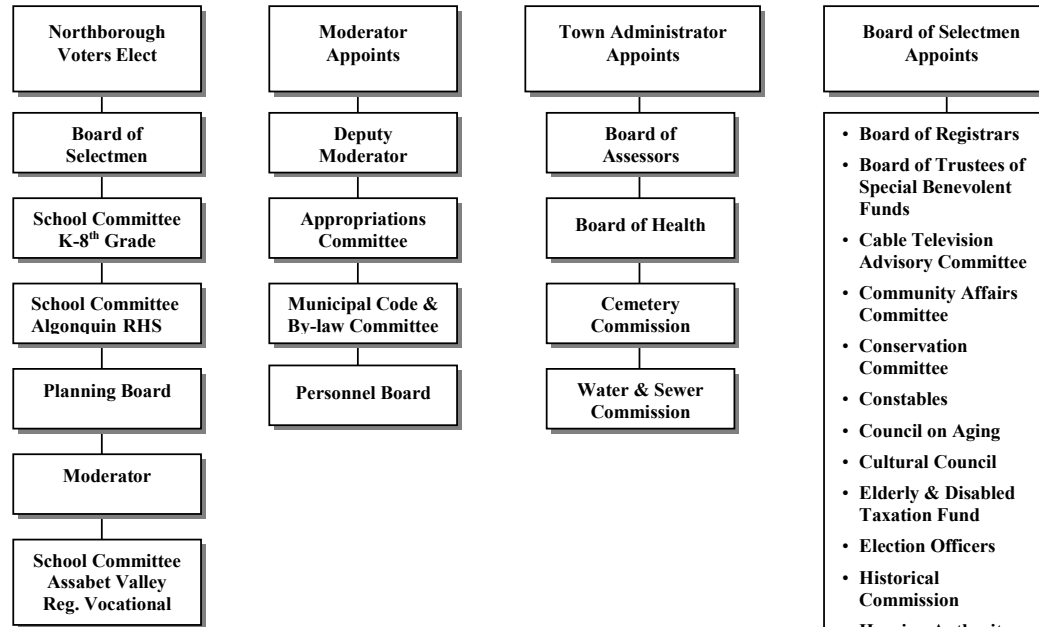 Northborough
Voters Elect
Board of
Selectmen
School Committee
K-8th Grade
School Committee
Algonquin RHS
Planning Board
Moderator
School Committee
Assabet Valley
Reg. Vocational
Moderator
Appoints
Deputy
Moderator
Appropriations
Committee
Municipal Code &
By-law Committee
Personnel Board
Town Administrator
Appoints
Board of
Assessors
Board of Health
Cemetery
Commission
Water & Sewer
Commission
Board of Selectmen
Appoints
• Board of Registrars
• Board of Trustees of
Special Benevolent
Funds
• Cable Television
Advisory Committee
• Community Affairs
Committee
• Conservation
Committee
• Constables
• Council on Aging
• Cultural Council
• Elderly & Disabled
Taxation Fund
• Election Officers
• Historical
Commission